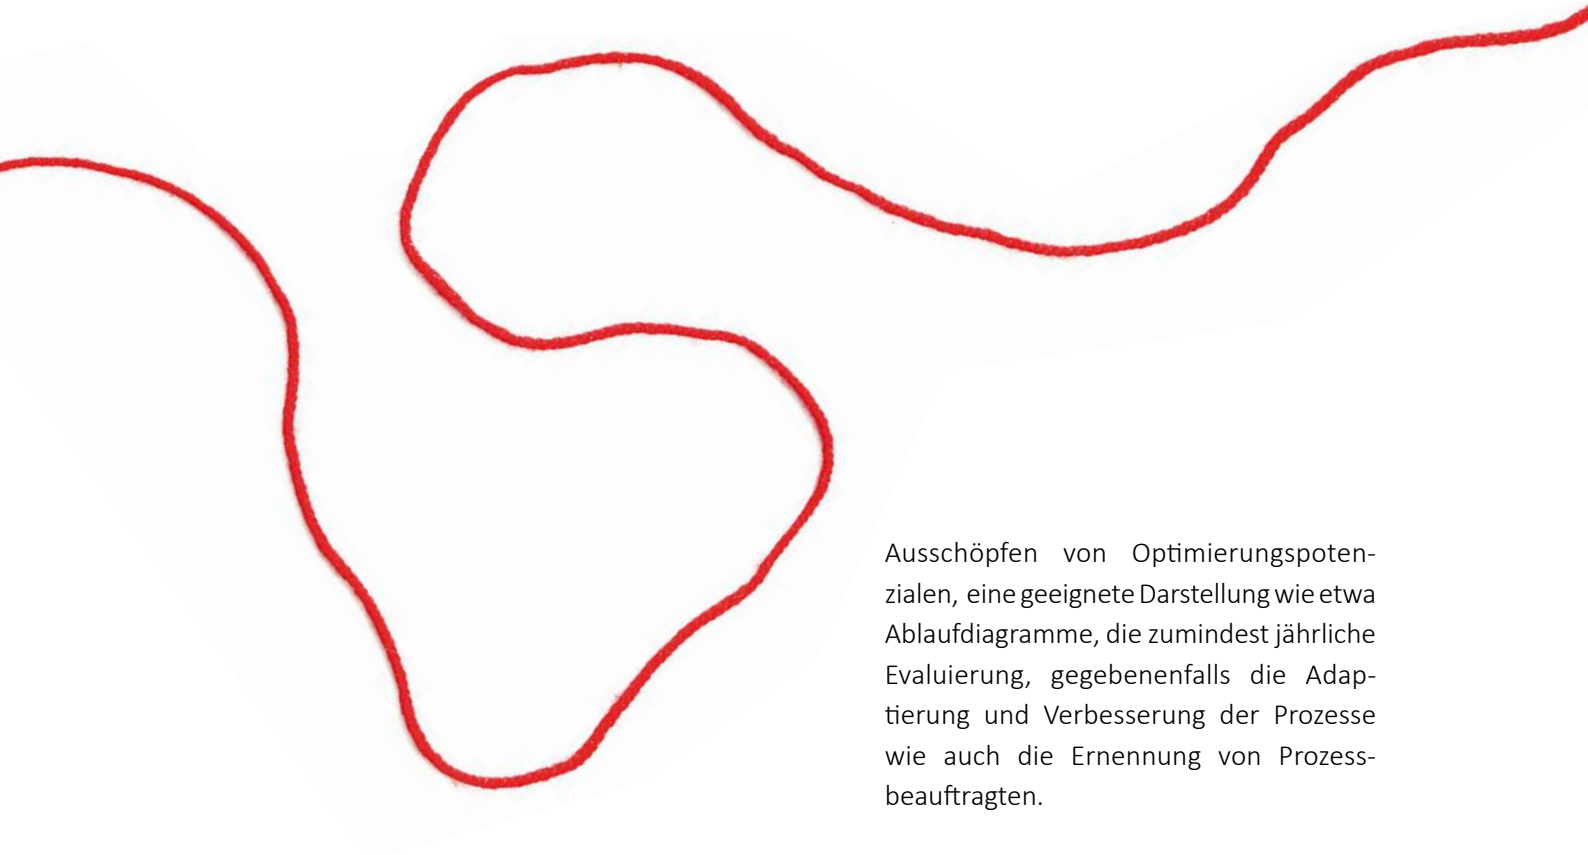 Ausschöpfen von Optimierungspoten-
zialen, eine geeignete Darstellung wie etwa
Ablaufdiagramme, die zumindest jährliche
Evaluierung, gegebenenfalls die Adap-
tierung und Verbesserung der Prozesse
wie auch die Ernennung von Prozess-
beauftragten.